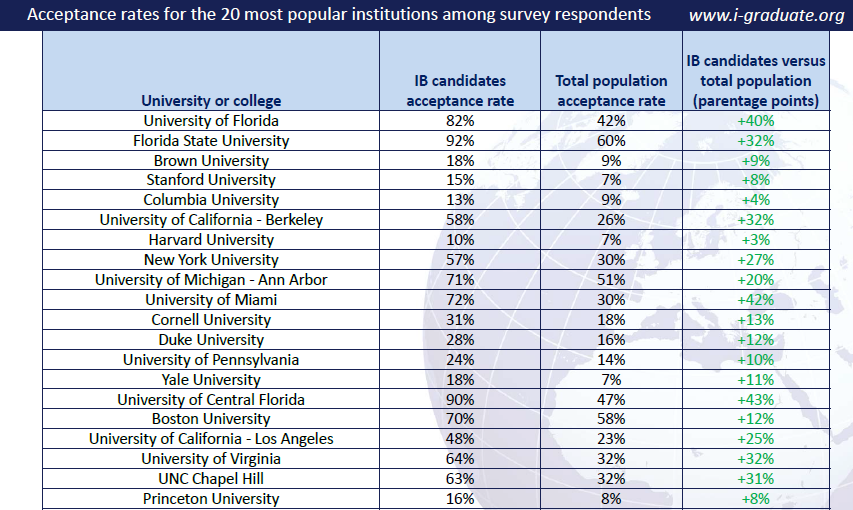 Acceptance rates for the 20 most popular institutions among survey respondents www.i-graduate.org
University or college IB candidates acceptance rate Total population acceptance rate IB candidates versus total population (parentage points)
University of Florida 82% 42% +40%
Florida State University 92% 60% +32%
Brown University 18% 9% +9%
Stanford University 15% 7% +8%
Columbia University 13% 9% +4%
University of California - Berkeley 58% 26% +32%
Harvard University 10% 7% +3%
New York University 57% 30% +27%
University of Michigan - Ann Arbor 71% 51% +20%
University of Miami 72% 30% +42%
Cornell University 31% 18% +13%
Duke University 28% 16% +12%
University of Pennsylvania 24% 14% +10%
Yale University 18% 7% +11%
University of Central Florida 90% 47% +43%
Boston University 70% 58% +12%
University of California - Los Angeles 48% 23% +25%
University of Virginia 64% 32% +32%
UNC Chapel Hill 63% 32% +31%
Princeton University 16% 8% +8%